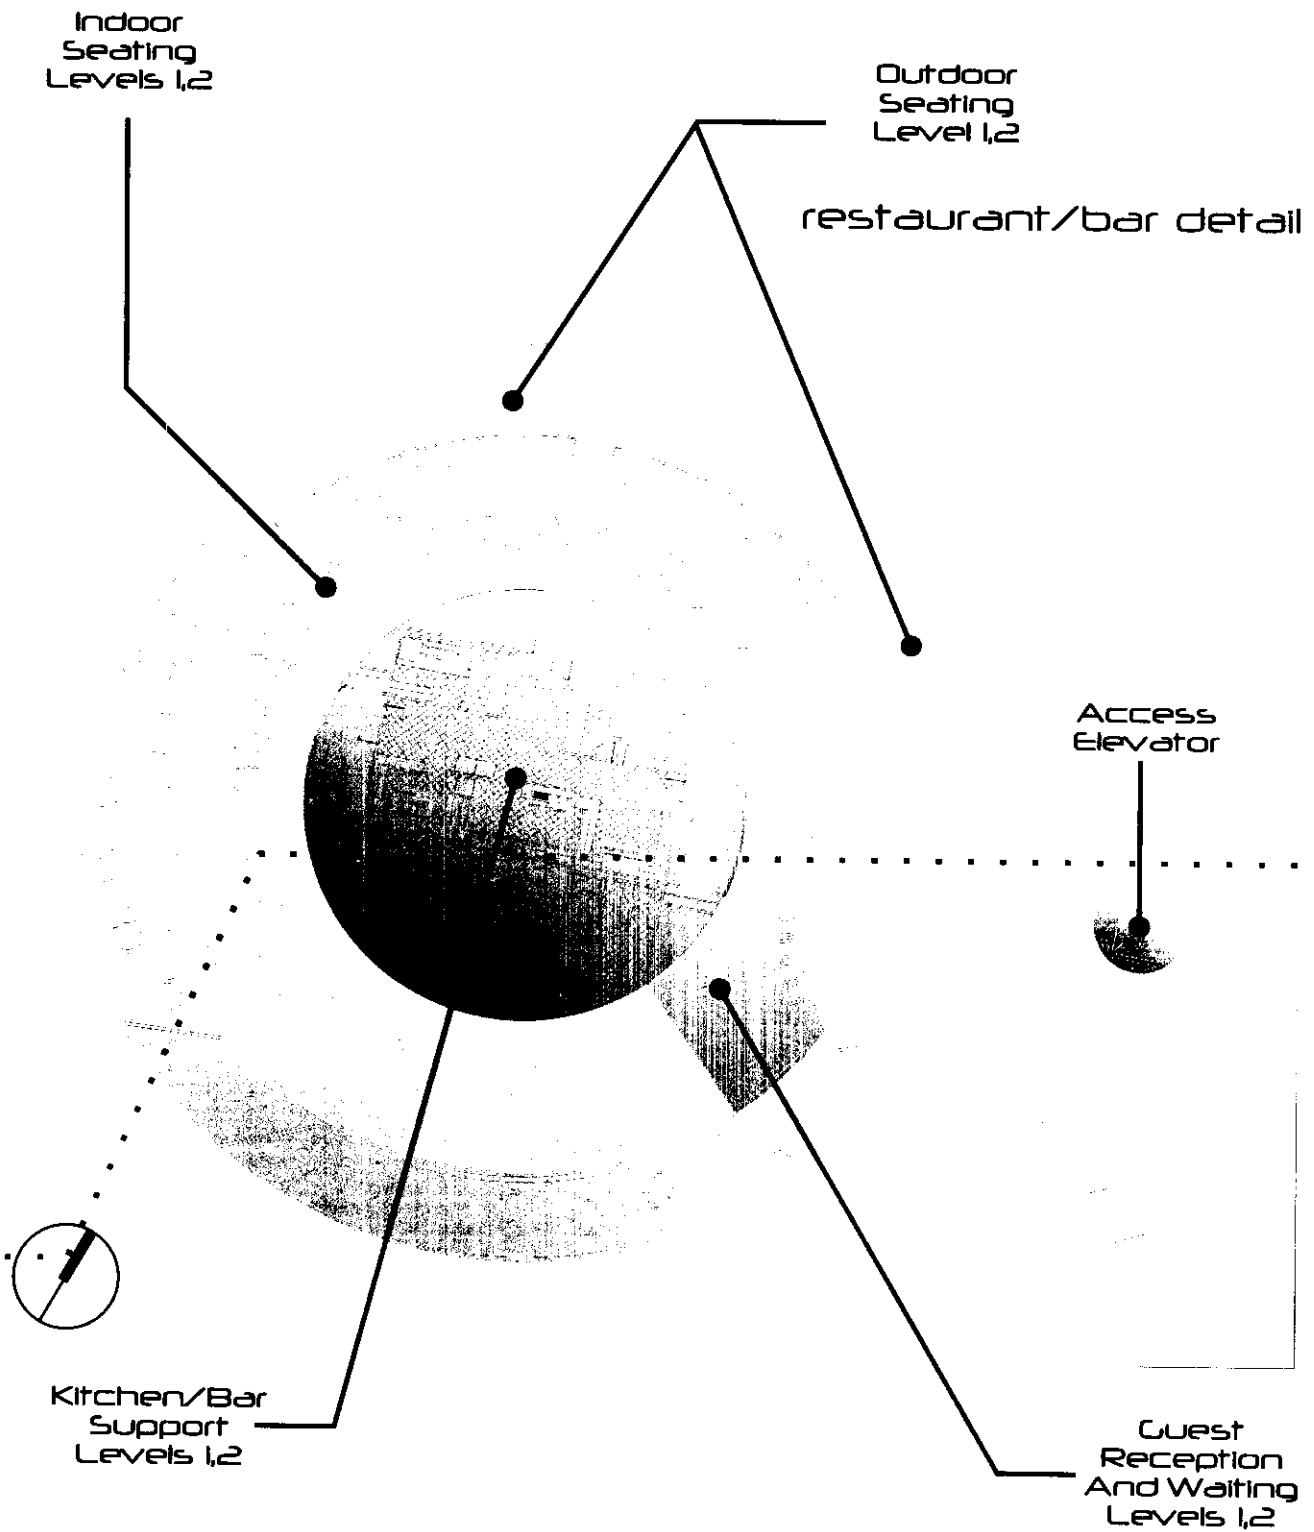 Indoor
Seating
Levels 1,2
Outdoor
Seating
Level 1,2
restaurant/bar detail
Access
Elevator
Kitchen/Bar
Support
Levels 1,2
Guest
Reception
And Waiting
Levels 1,2